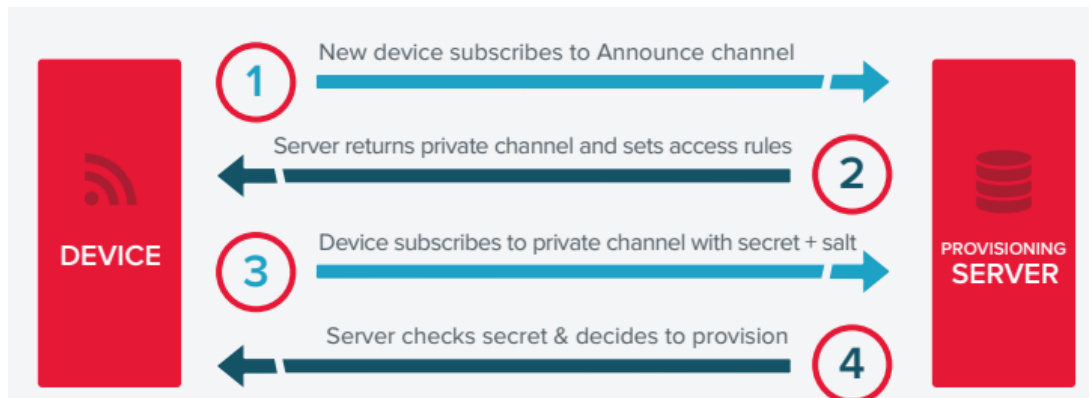 1
New device subscribes to Announce channel
Server returns private channel and sets access rules
2
DEVICE
3
Device subscribes to private channel with secret + salt
PROVISIONING
SERVER
Server checks secret & decides to provision
4